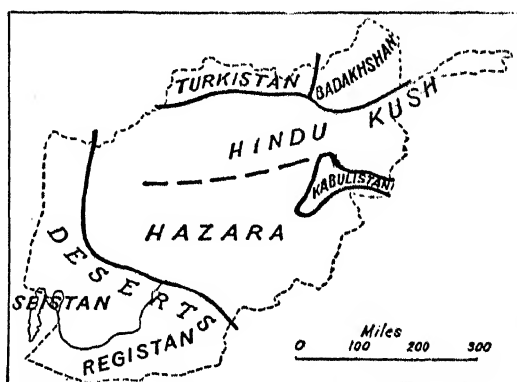 TURKISTAN
BADAKHSHAN
HINDU KUSH
KABULISTAN
HAZARA
DESERTS
SEISTAN
REGISTAN
Miles
0 100 200 300